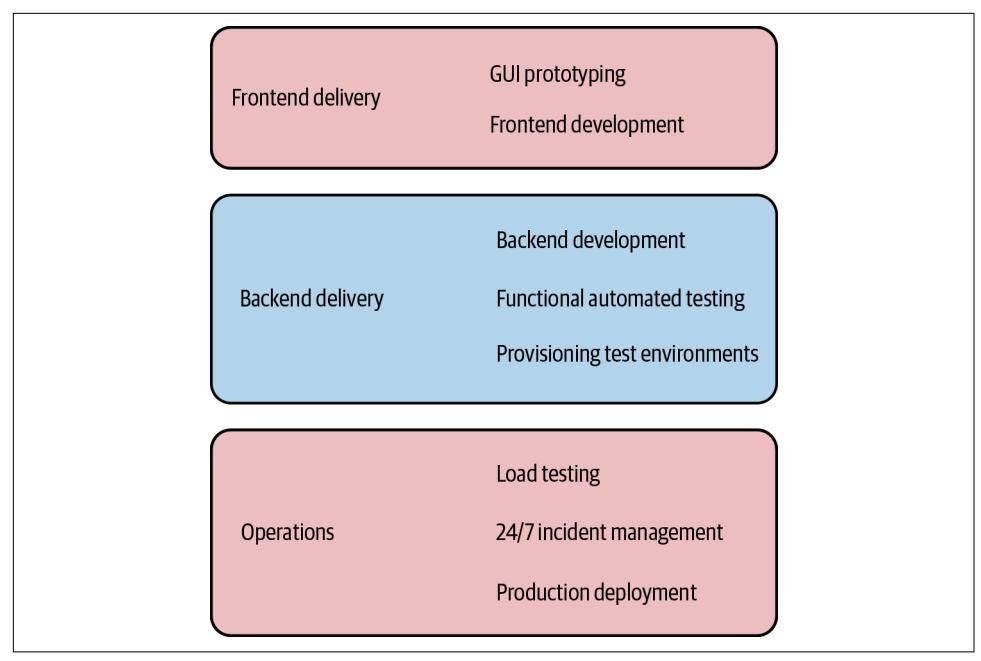 Frontend delivery
GUI prototyping
Frontend development
Backend delivery
Backend development
Functional automated testing
Provisioning test environments
Operations
Load testing
24/7 incident management
Production deployment